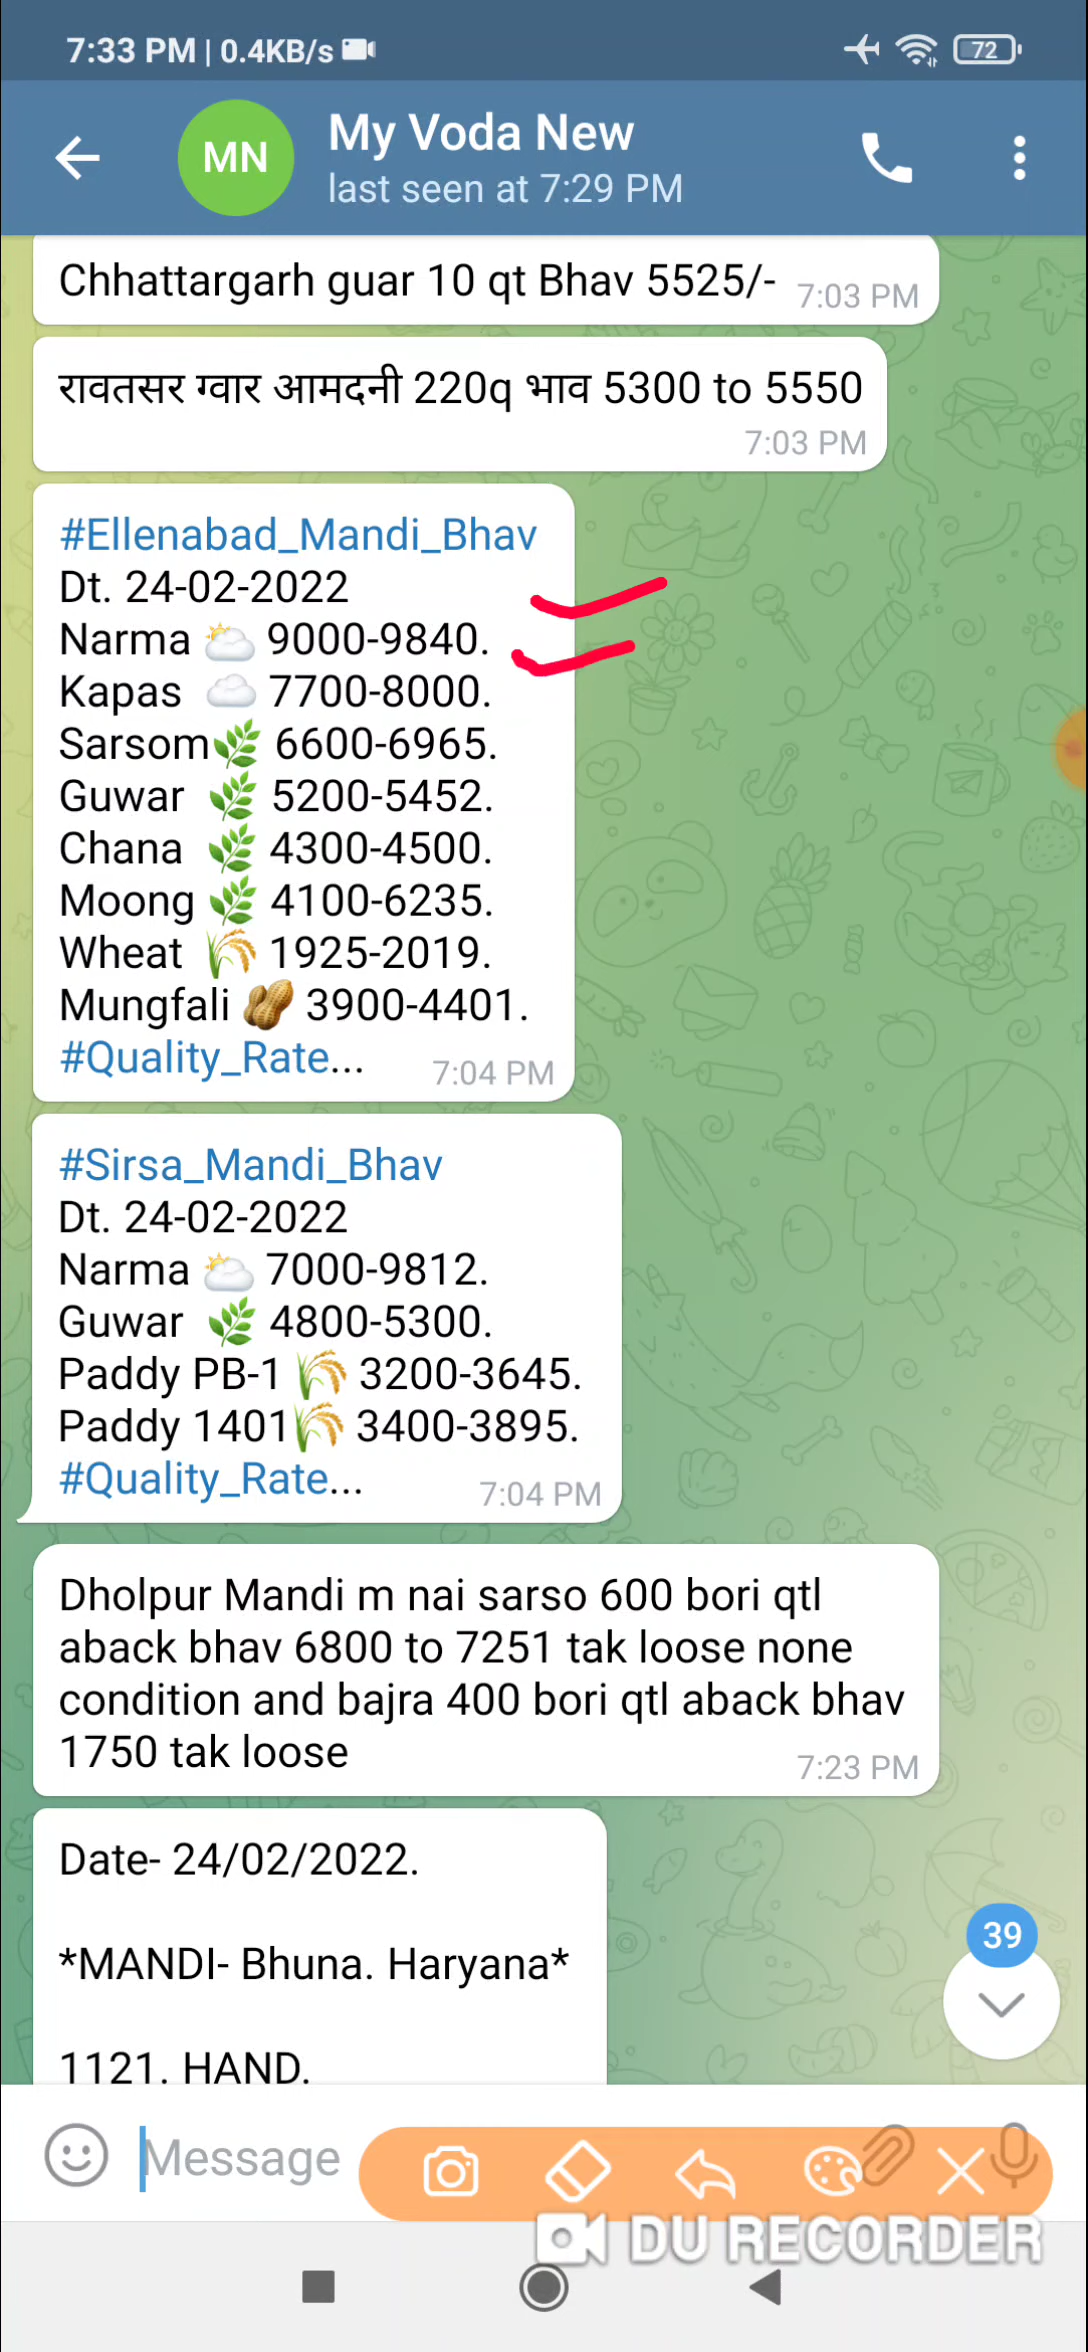 7:33 PM | 0.4KB/s
72
MN
My Voda New
last seen at 7:29 PM
Chhattargarh guar 10 qt Bhav 5525/-
7:03 PM
रावतसर ग्वार आमदनी 220q भाव 5300 to 5550
7:03 PM
#Ellenabad_Mandi_Bhav
Dt. 24-02-2022
Narma 🌥 9000-9840.
Kapas ☁ 7700-8000.
Sarsom🌿 6600-6965.
Guwar 🌿 5200-5452.
Chana 🌿 4300-4500.
Moong 🌿 4100-6235.
Wheat 🌾 1925-2019.
Mungfali 🥜 3900-4401.
#Quality_Rate...
7:04 PM
#Sirsa_Mandi_Bhav
Dt. 24-02-2022
Narma 🌥 7000-9812.
Guwar 🌿 4800-5300.
Paddy PB-1 🌾 3200-3645.
Paddy 1401🌾 3400-3895.
#Quality_Rate...
7:04 PM
Dholpur Mandi m nai sarso 600 bori qtl
aback bhav 6800 to 7251 tak loose none
condition and bajra 400 bori qtl aback bhav
1750 tak loose
7:23 PM
Date- 24/02/2022.
*MANDI- Bhuna. Haryana*
39
1121. HAND.
Message
DU RECORDER